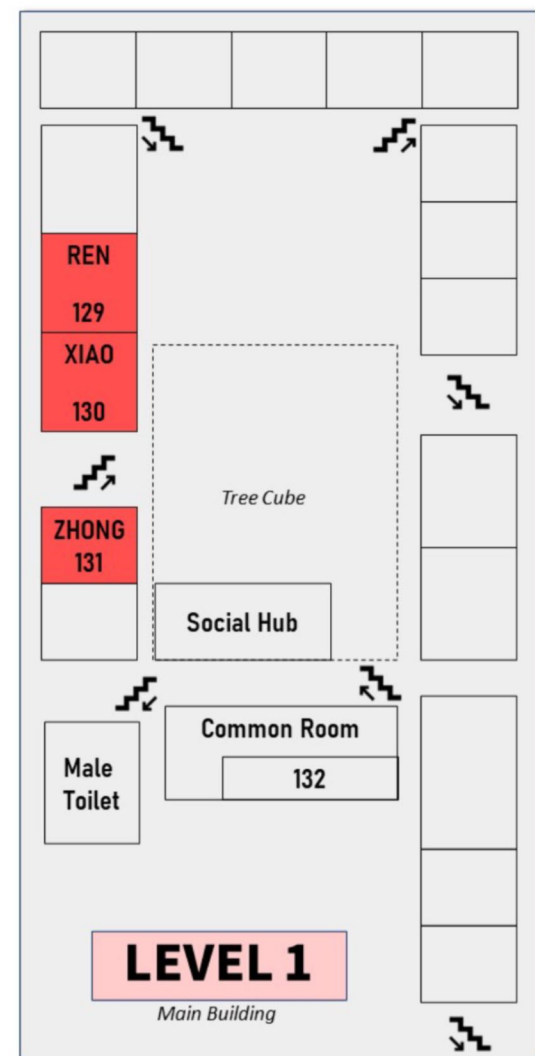 REN
129
XIAO
130
ZHONG
131
Tree Cube
Social Hub
Common Room
132
Male
Toilet
LEVEL 1
Main Building